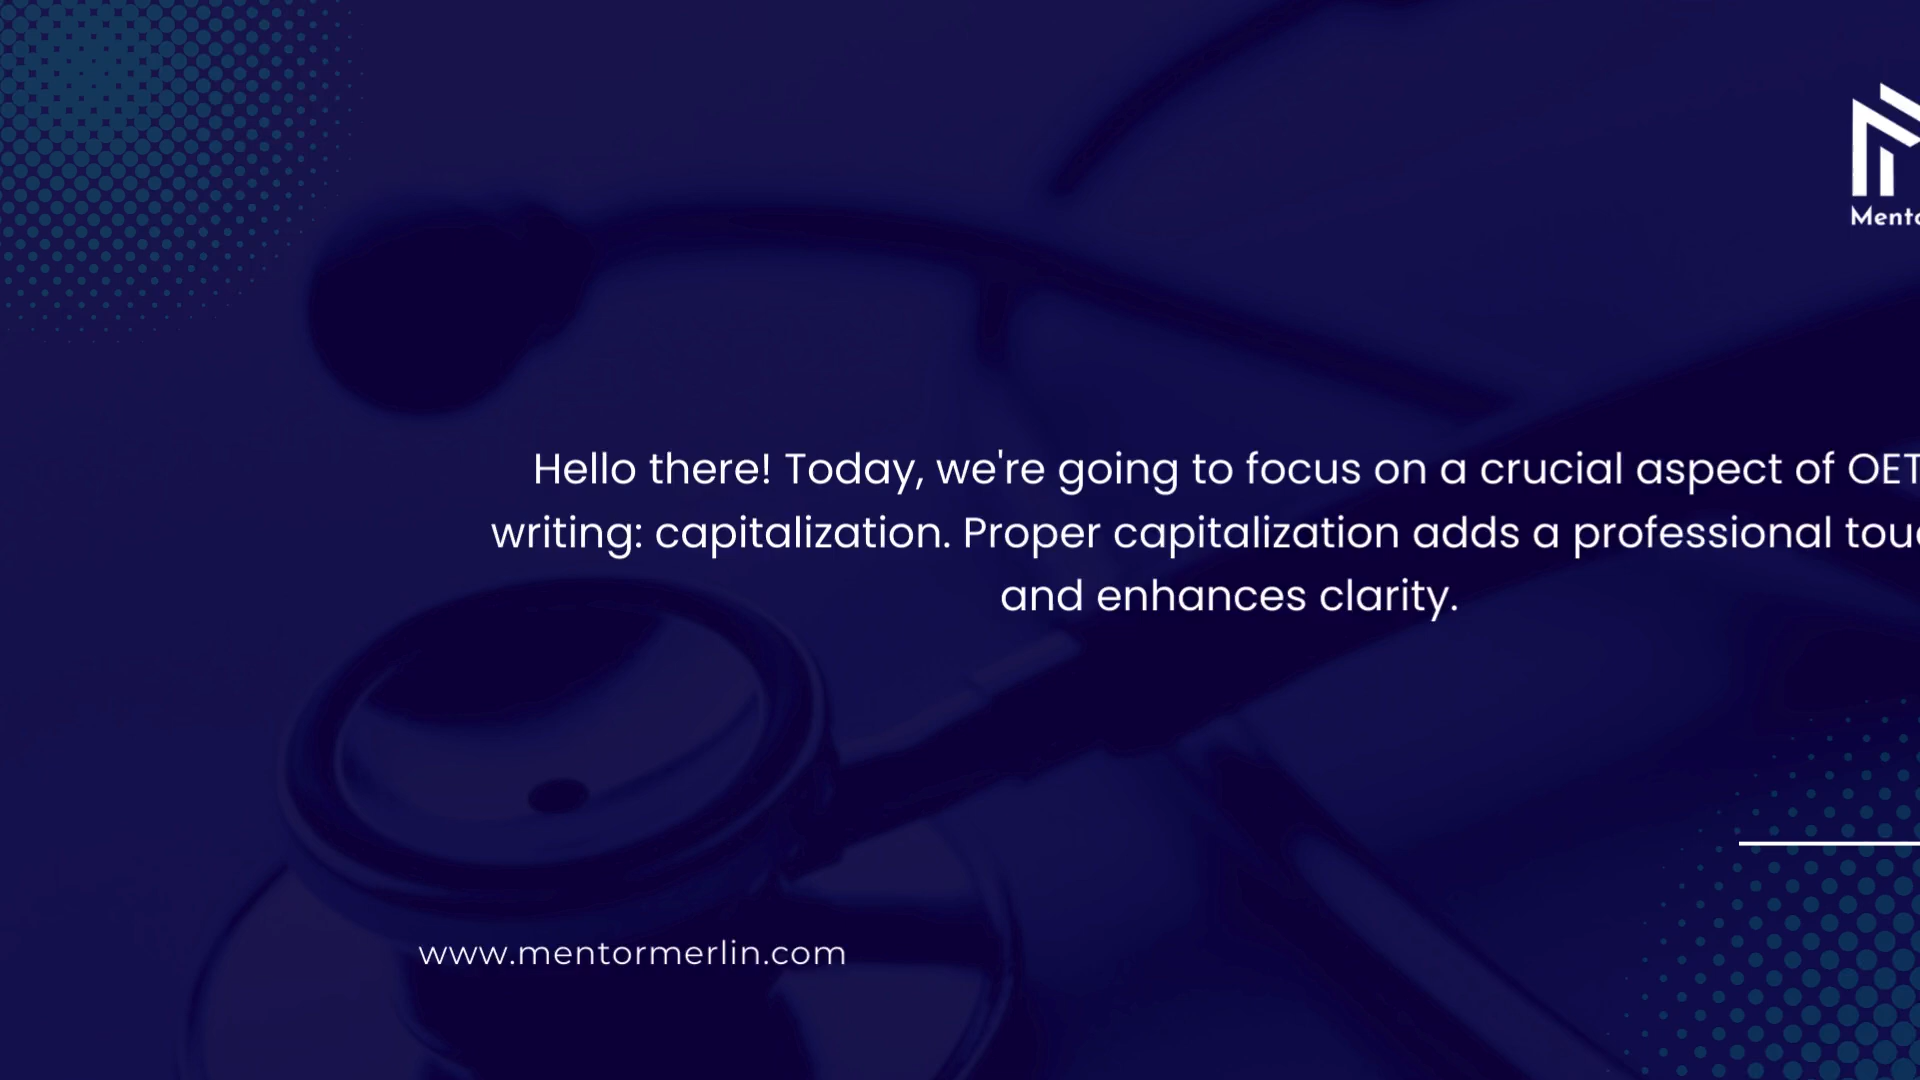 Hello there! Today, we're going to focus on a crucial aspect of OET
writing: capitalization. Proper capitalization adds a professional
and enhances clarity.
www.mentormerlin.com